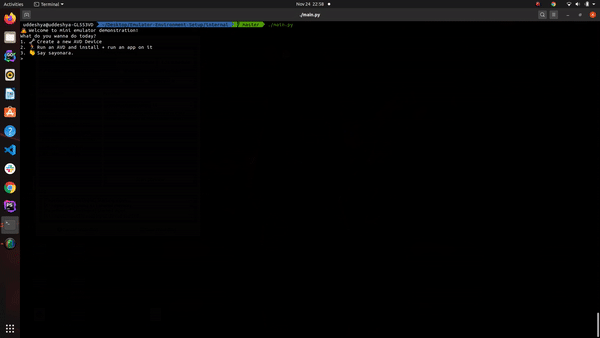 Activities Terminal Nov 24 22:58
./main.py
uddeshya@uddeshya-GL553VD ~/Desktop/Emulator-Environment-Setup/internal master ./main.py
Welcome to Mini emulator demonstration!
What do you wanna do today?
1. Create a new AVD Device
2. Run an AVD and install + run an app on it
3. Say sayonara.